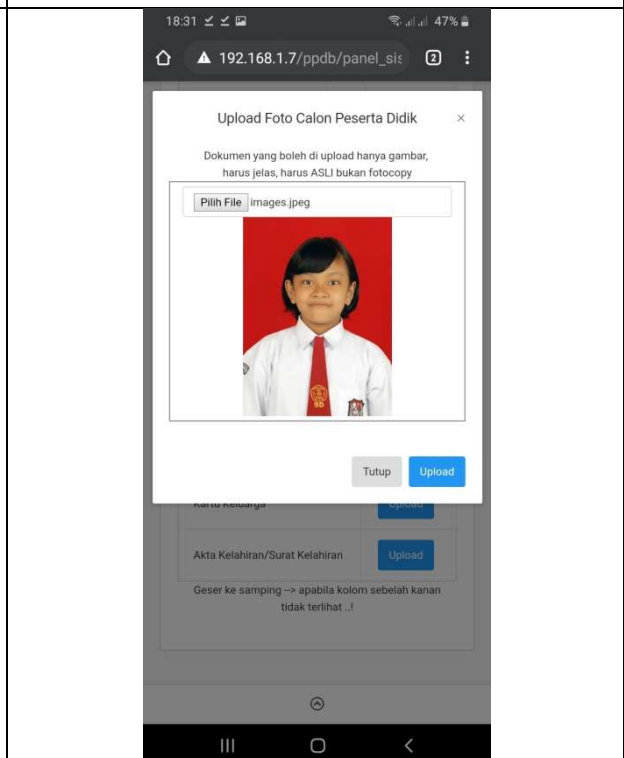 18:31
47%
192.168.1.7/ppdb/panel_sis
2
Upload Foto Calon Peserta Didik ×
Dokumen yang boleh di upload hanya gambar,
harus jelas, harus ASLI bukan fotocopy
Pilih File images.jpeg
SD
Tutup Upload
Kartu Keluarga Upload
Akta Kelahiran/Surat Kelahiran Upload
Geser ke samping --> apabila kolom sebelah kanan
tidak terlihat ..!